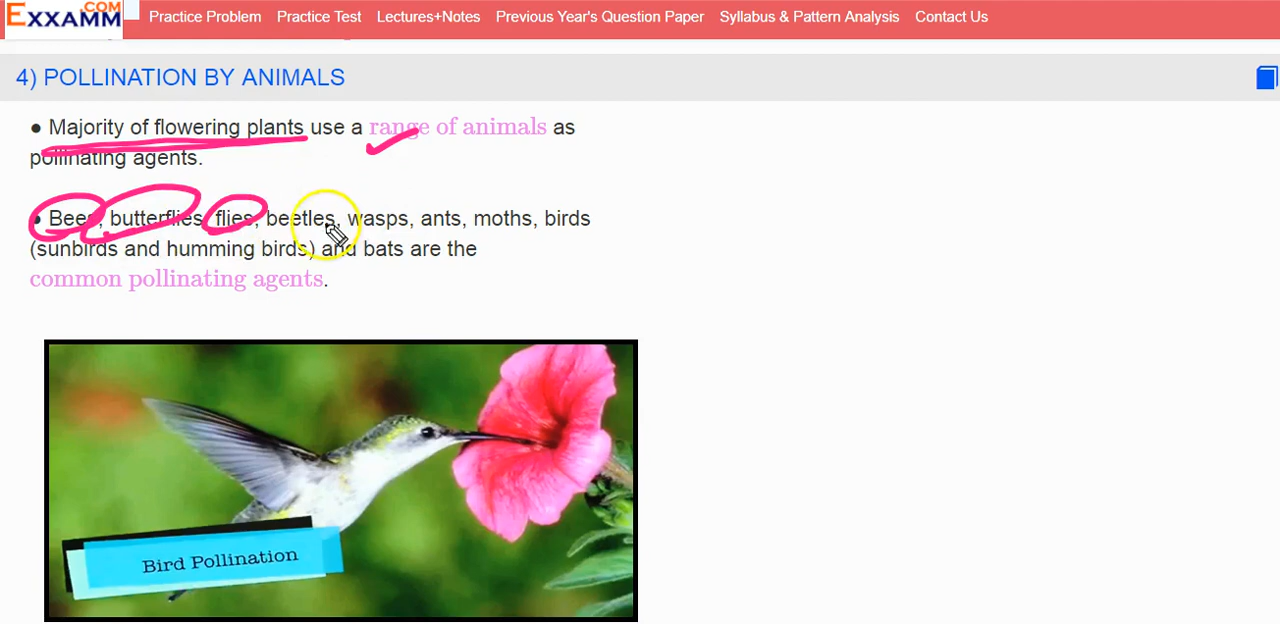 EXXAMM.COM
Practice Problem Practice Test Lectures+Notes Previous Year's Question Paper Syllabus & Pattern Analysis Contact Us
4) POLLINATION BY ANIMALS
● Majority of flowering plants use a range of animals as
pollinating agents.
● Bees, butterflies, flies, beetles, wasps, ants, moths, birds
(sunbirds and humming birds) and bats are the
common pollinating agents.
Bird Pollination